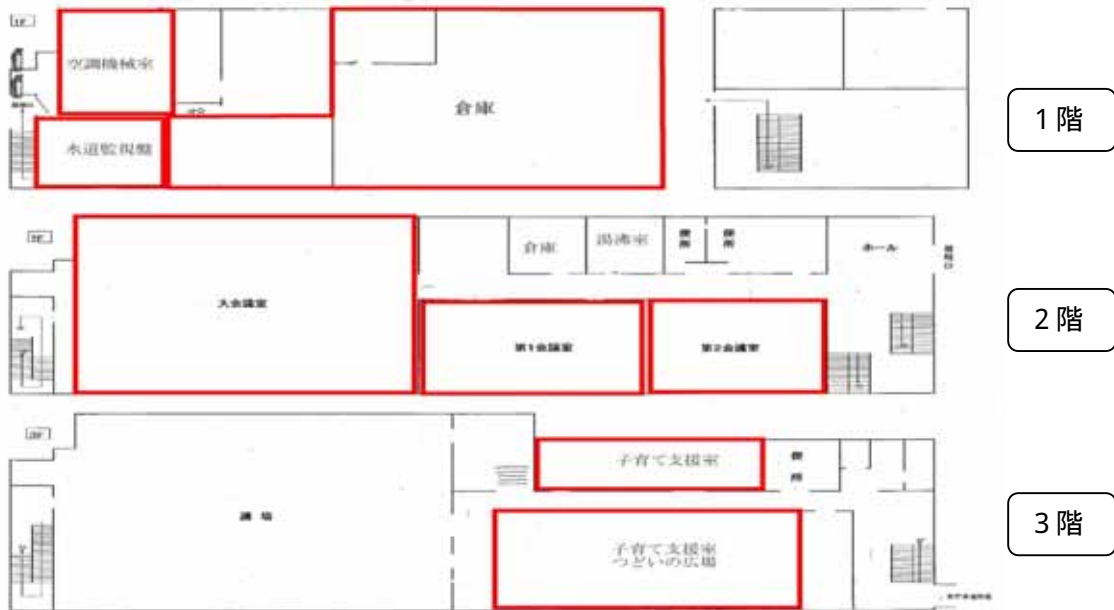 1F
空調機械室
倉庫
水道監視盤
1階
2F
倉庫
湯沸室
便所
便所
ホール
大会議室
第1会議室
第2会議室
2階
3F
子育て支援室
便所
議場
子育て支援室
つどいの広場
3階